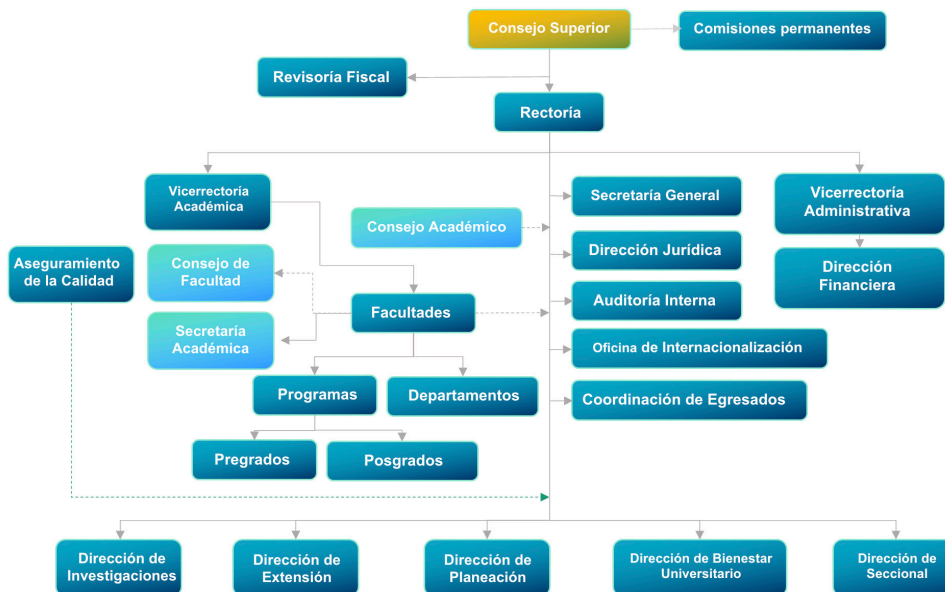 Consejo Superior
Comisiones permanentes
Revisoría Fiscal
Rectoría
Vicerrectoría
Académica
Secretaría General
Vicerrectoría
Administrativa
Consejo Académico
Dirección Jurídica
Aseguramiento
de la Calidad
Consejo de
Facultad
Dirección
Financiera
Facultades
Auditoría Interna
Secretaría
Académica
Oficina de Internacionalización
Programas
Departamentos
Coordinación de Egresados
Pregrados
Posgrados
Dirección de
Investigaciones
Dirección de
Extensión
Dirección de
Planeación
Dirección de Bienestar
Universitario
Dirección de
Seccional